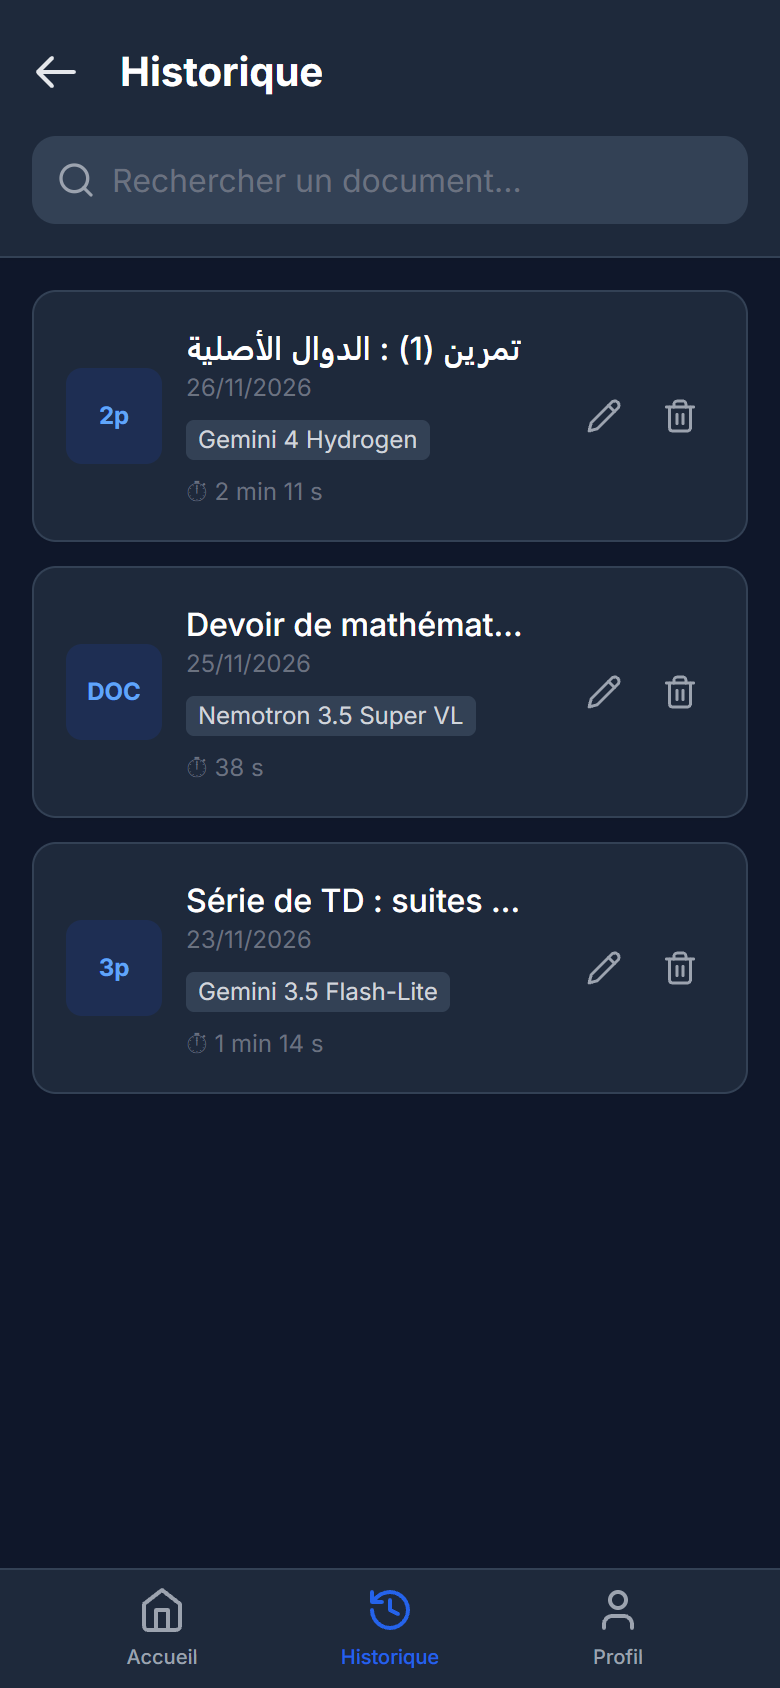 Historique
Rechercher un document...
تمرين (1) : الدوال الأصلية
26/11/2026
2p
Gemini 4 Hydrogen
⏱ 2 min 11 s
Devoir de mathémat...
25/11/2026
DOC
Nemotron 3.5 Super VL
⏱ 38 s
Série de TD : suites ...
23/11/2026
3p
Gemini 3.5 Flash-Lite
⏱ 1 min 14 s
Accueil
Historique
Profil